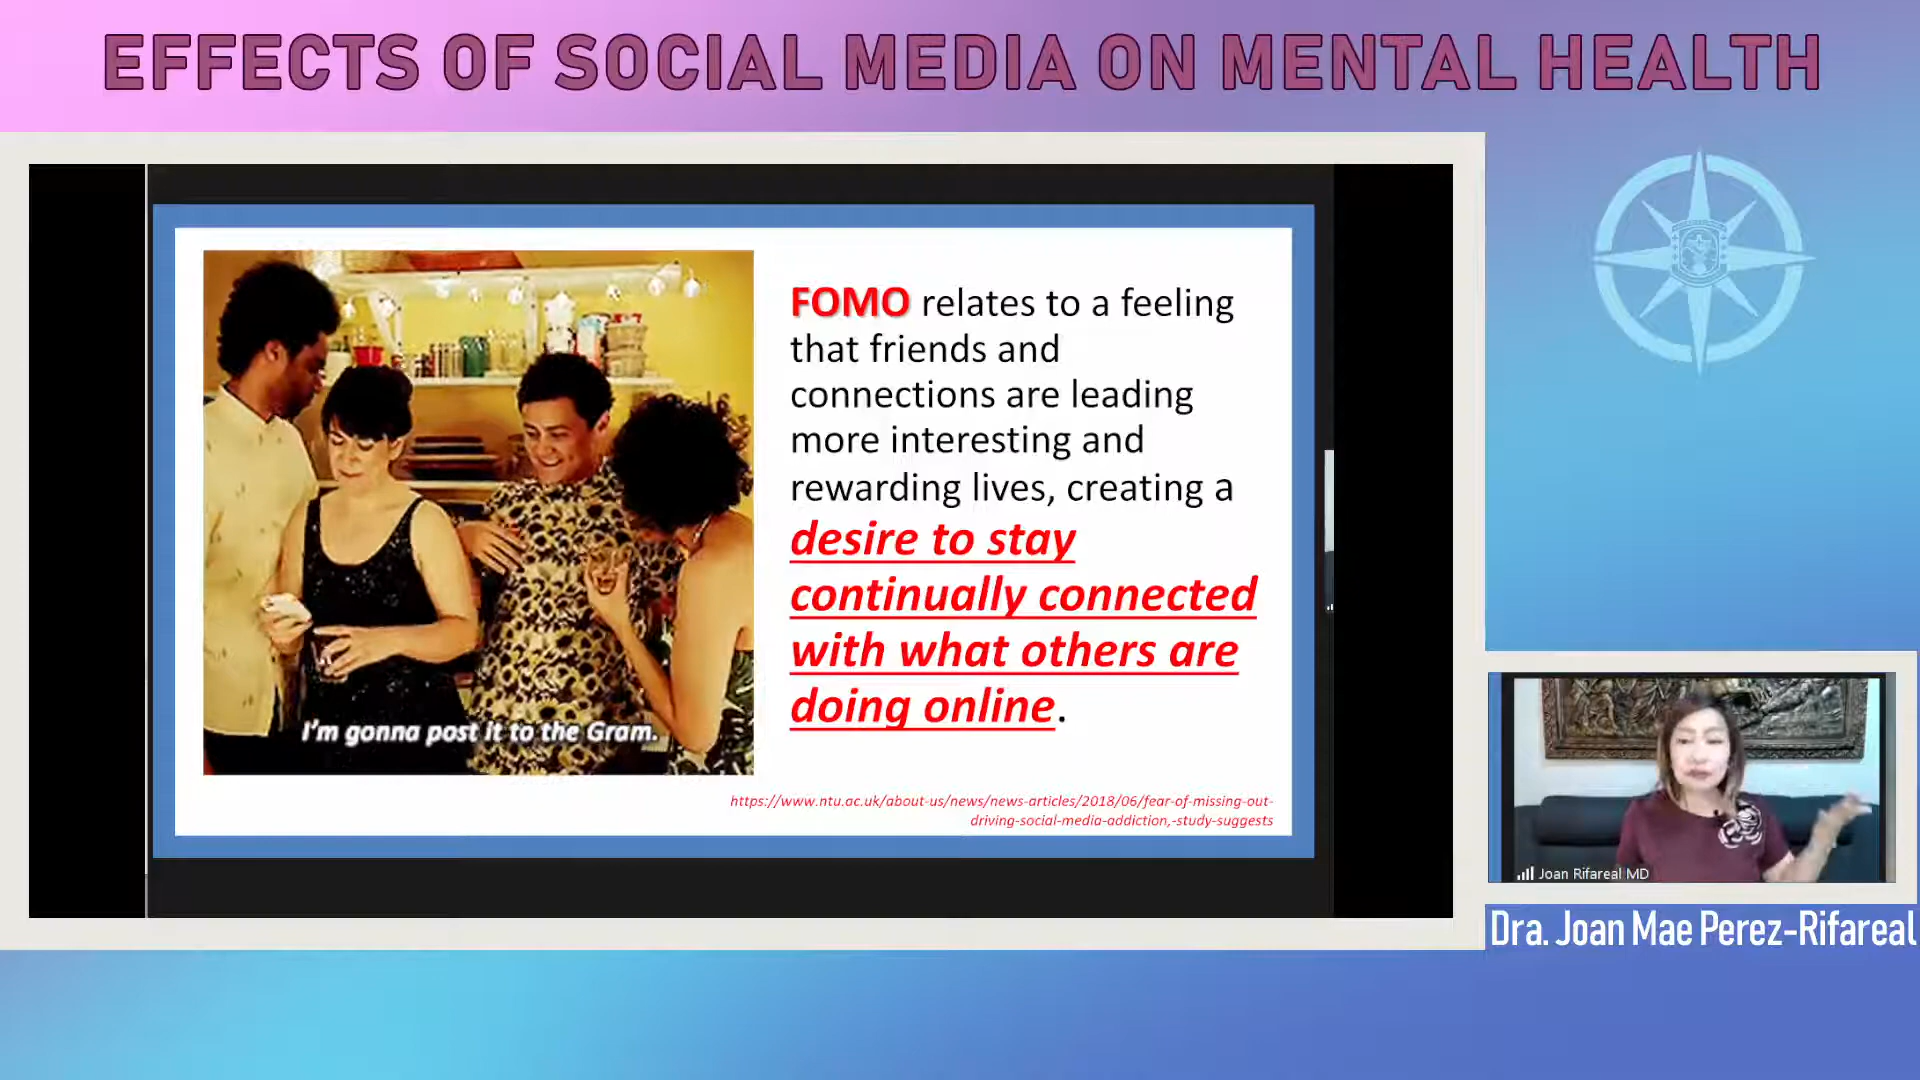 EFFECTS OF SOCIAL MEDIA ON MENTAL HEALTH
FOMO relates to a feeling
that friends and
connections are leading
more interesting and
rewarding lives, creating a
desire to stay
continually connected
with what others are
doing online.
I'm gonna post it to the Gram.
https://www.ntu.ac.uk/about-us/news/news-articles/2018/06/fear-of-missing-out-
driving-social-media-addiction,-study-suggests
Joan Rifareal MD
Dra. Joan Mae Perez-Rifareal